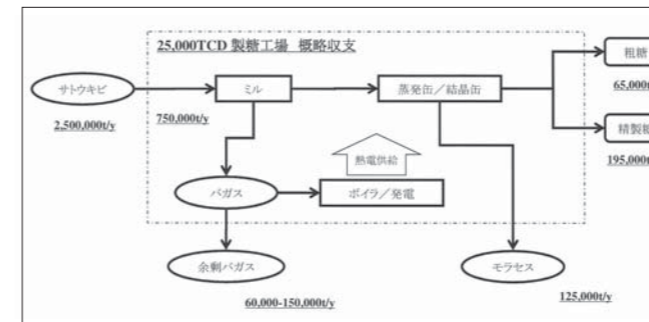 25,000TCD 製糖工場　概略収支
サトウキビ
2,500,000t/y
ミル
750,000t/y
蒸発缶／結晶缶
粗糖
65,000t
精製糖
195,000t
熱電供給
バガス
ボイラ／発電
余剰バガス
60,000-150,000t/y
モラセス
125,000t/y